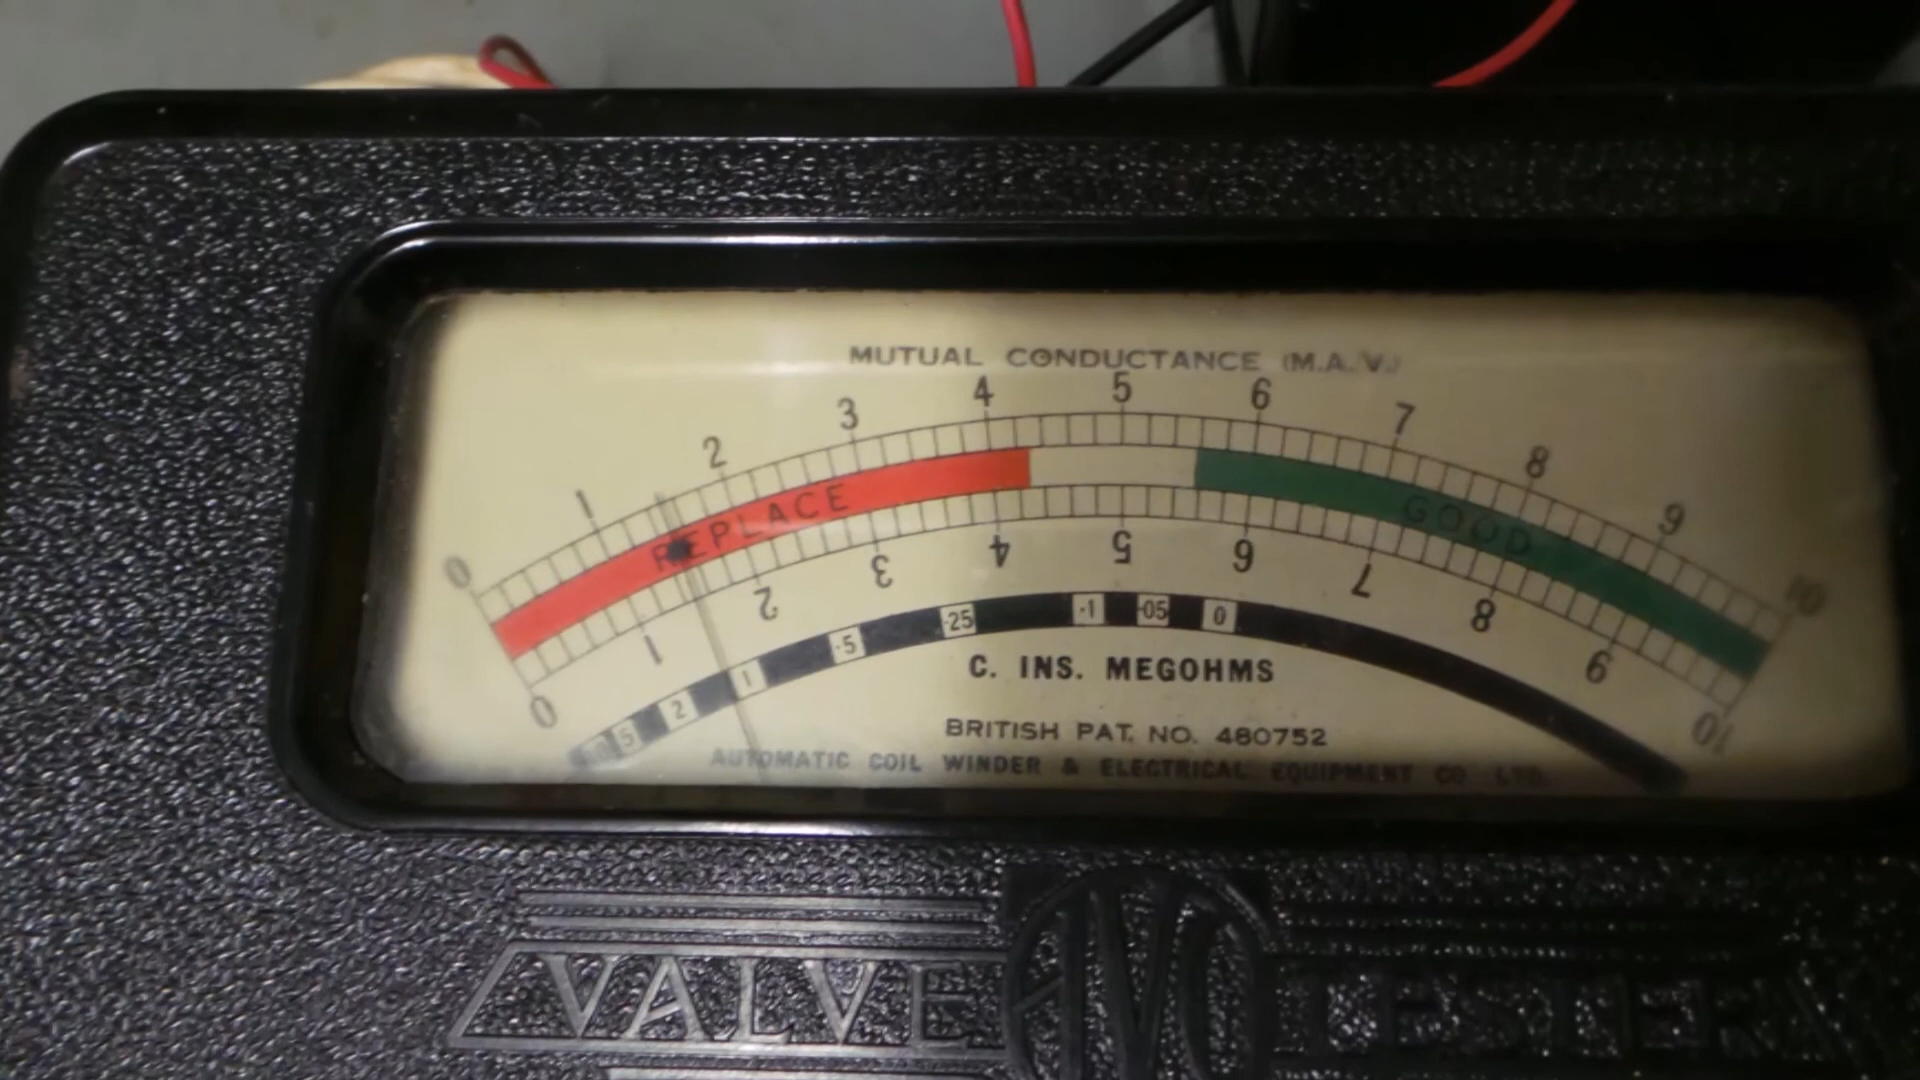 MUTUAL CONDUCTANCE (M.A.V.)
0 1 2 3 4 5 6 7 8 9 10
REPLACE GOOD
0 1 2 3 4 5 6 7 8 9 10
5 2 1 ·5 ·25 ·1 ·05 0
C. INS. MEGOHMS
BRITISH PAT. NO. 480752
AUTOMATIC COIL WINDER & ELECTRICAL EQUIPMENT CO LTD.
VALVE AVO TESTER